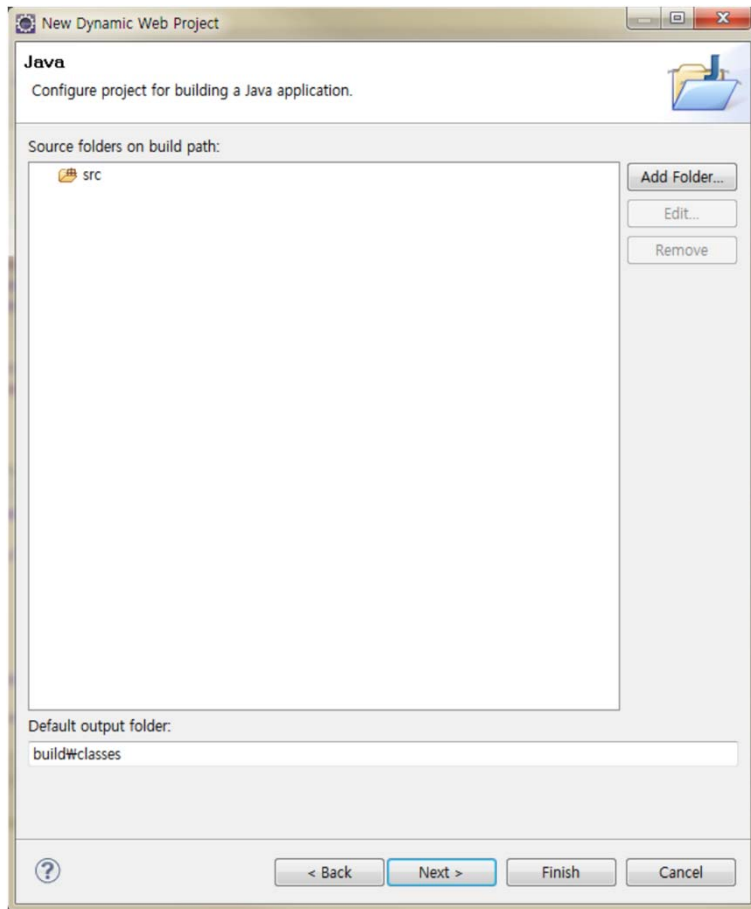 New Dynamic Web Project
Java
Configure project for building a Java application.
Source folders on build path:
src
Add Folder...
Edit...
Remove
Default output folder:
build₩classes
?
< Back
Next >
Finish
Cancel